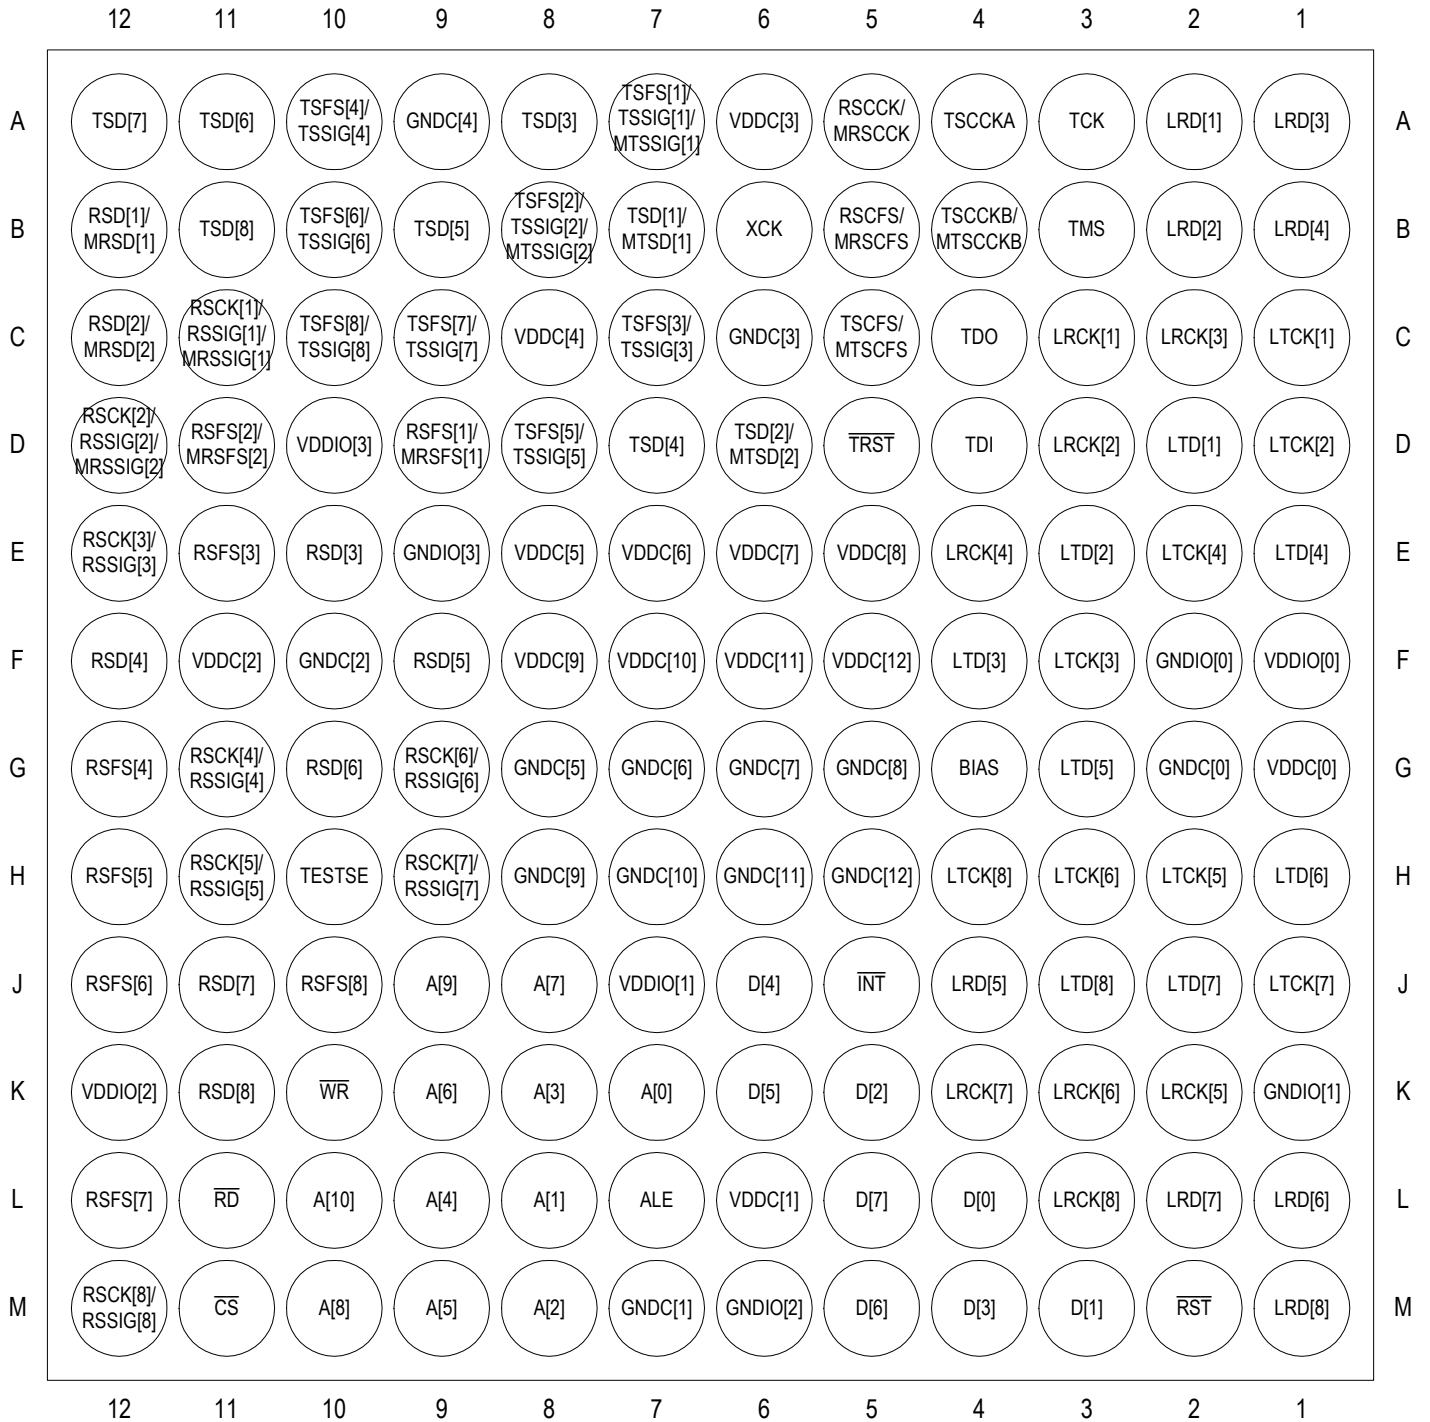 12 11 10 9 8 7 6 5 4 3 2 1
A TSD[7] TSD[6] TSFS[4]/ TSSIG[4] GNDC[4] TSD[3] TSFS[1]/ TSSIG[1]/ MTSSIG[1] VDDC[3] RSCCK/ MRSCCK TSCCKA TCK LRD[1] LRD[3] A
B RSD[1]/ MRSD[1] TSD[8] TSFS[6]/ TSSIG[6] TSD[5] TSFS[2]/ TSSIG[2]/ MTSSIG[2] TSD[1]/ MTSD[1] XCK RSCFS/ MRSCFS TSCCKB/ MTSCCKB TMS LRD[2] LRD[4] B
C RSD[2]/ MRSD[2] RSCK[1]/ RSSIG[1]/ MRSSIG[1] TSFS[8]/ TSSIG[8] TSFS[7]/ TSSIG[7] VDDC[4] TSFS[3]/ TSSIG[3] GNDC[3] TSCFS/ MTSCFS TDO LRCK[1] LRCK[3] LTCK[1] C
D RSCK[2]/ RSSIG[2]/ MRSSIG[2] RSFS[2]/ MRSFS[2] VDDIO[3] RSFS[1]/ MRSFS[1] TSFS[5]/ TSSIG[5] TSD[4] TSD[2]/ MTSD[2] TRST TDI LRCK[2] LTD[1] LTCK[2] D
E RSCK[3]/ RSSIG[3] RSFS[3] RSD[3] GNDIO[3] VDDC[5] VDDC[6] VDDC[7] VDDC[8] LRCK[4] LTD[2] LTCK[4] LTD[4] E
F RSD[4] VDDC[2] GNDC[2] RSD[5] VDDC[9] VDDC[10] VDDC[11] VDDC[12] LTD[3] LTCK[3] GNDIO[0] VDDIO[0] F
G RSFS[4] RSCK[4]/ RSSIG[4] RSD[6] RSCK[6]/ RSSIG[6] GNDC[5] GNDC[6] GNDC[7] GNDC[8] BIAS LTD[5] GNDC[0] VDDC[0] G
H RSFS[5] RSCK[5]/ RSSIG[5] TESTSE RSCK[7]/ RSSIG[7] GNDC[9] GNDC[10] GNDC[11] GNDC[12] LTCK[8] LTCK[6] LTCK[5] LTD[6] H
J RSFS[6] RSD[7] RSFS[8] A[9] A[7] VDDIO[1] D[4] INT LRD[5] LTD[8] LTD[7] LTCK[7] J
K VDDIO[2] RSD[8] WR A[6] A[3] A[0] D[5] D[2] LRCK[7] LRCK[6] LRCK[5] GNDIO[1] K
L RSFS[7] RD A[10] A[4] A[1] ALE VDDC[1] D[7] D[0] LRCK[8] LRD[7] LRD[6] L
M RSCK[8]/ RSSIG[8] CS A[8] A[5] A[2] GNDC[1] GNDIO[2] D[6] D[3] D[1] RST LRD[8] M
12 11 10 9 8 7 6 5 4 3 2 1